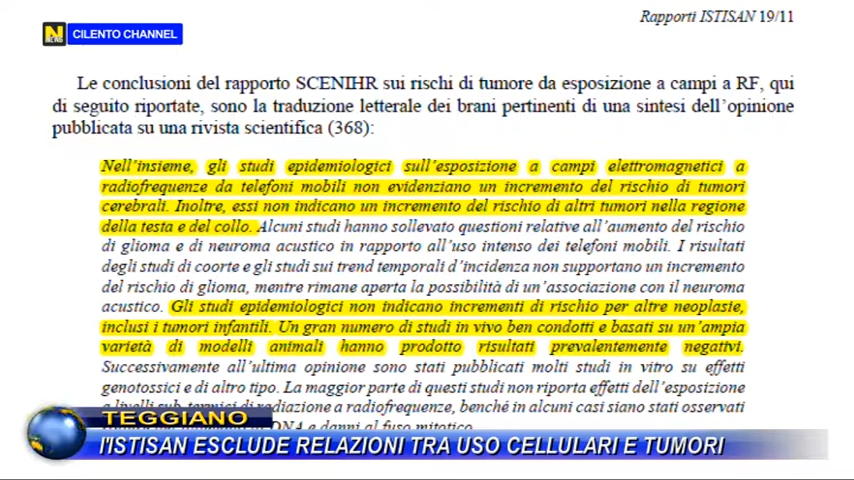 Rapporti ISTISAN 19/11
CILENTO CHANNEL
Le conclusioni del rapporto SCENIHR sui rischi di tumore da esposizione a campi a RF, qui
di seguito riportate, sono la traduzione letterale dei brani pertinenti di una sintesi dell'opinione
pubblicata su una rivista scientifica (368):
Nell'insieme, gli studi epidemiologici sull'esposizione a campi elettromagnetici a
radiofrequenze da telefoni mobili non evidenziano un incremento del rischio di tumori
cerebrali. Inoltre, essi non indicano un incremento del rischio di altri tumori nella regione
della testa e del collo. Alcuni studi hanno sollevato questioni relative all'aumento del rischio
di glioma e di neuroma acustico in rapporto all'uso intenso dei telefoni mobili. I risultati
degli studi di coorte e gli studi sui trend temporali d'incidenza non supportano un incremento
del rischio di glioma, mentre rimane aperta la possibilità di un'associazione con il neuroma
acustico. Gli studi epidemiologici non indicano incrementi di rischio per altre neoplasie,
inclusi i tumori infantili. Un gran numero di studi in vivo ben condotti e basati su un'ampia
varietà di modelli animali hanno prodotto risultati prevalentemente negativi.
Successivamente all'ultima opinione sono stati pubblicati molti studi in vitro su effetti
genotossici e di altro tipo. La maggior parte di questi studi non riporta effetti dell'esposizione
a livelli sub-termici di radiazione a radiofrequenze, benché in alcuni casi siano stati osservati
DNA e danni al fuso mitotico.
TEGGIANO
l'ISTISAN ESCLUDE RELAZIONI TRA USO CELLULARI E TUMORI